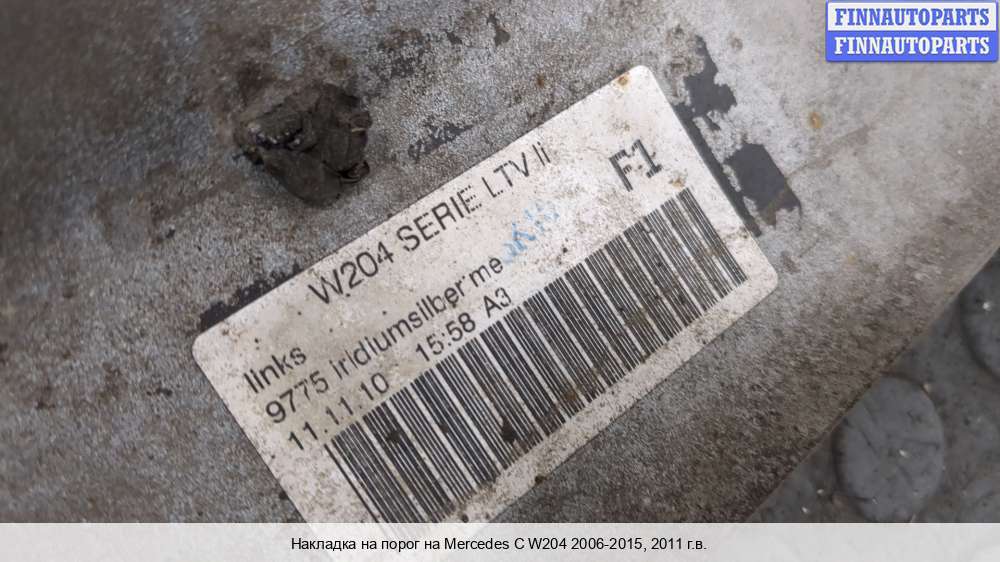 FINNAUTOPARTS
FINNAUTOPARTS
W204 SERIE LTV li
F1
links
9775 iridiumsilber me
11.11.10 15:58 A3
Накладка на порог на Mercedes C W204 2006-2015, 2011 г.в.